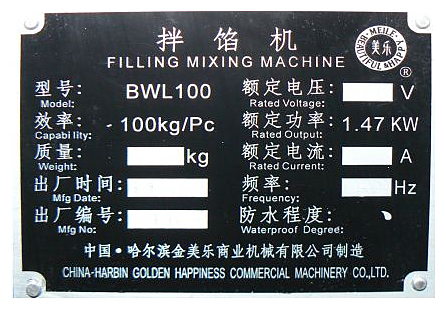 拌馅机
FILLING MIXING MACHINE
美乐
®
型号: BWL100 额定电压: V
Model: Rated Voltage:
效率: - 100kg/Pc 额定功率: 1.47 KW
Capability: Rated Output:
质量: kg 额定电流: A
Weight: Rated Current:
出厂时间: 频率: Hz
Mfg Date: Frequency:
出厂编号: 防水程度:
Mfg No: Waterproof Degree:
中国·哈尔滨金美乐商业机械有限公司制造
CHINA-HARBIN GOLDEN HAPPINESS COMMERCIAL MACHINERY CO.,LTD.